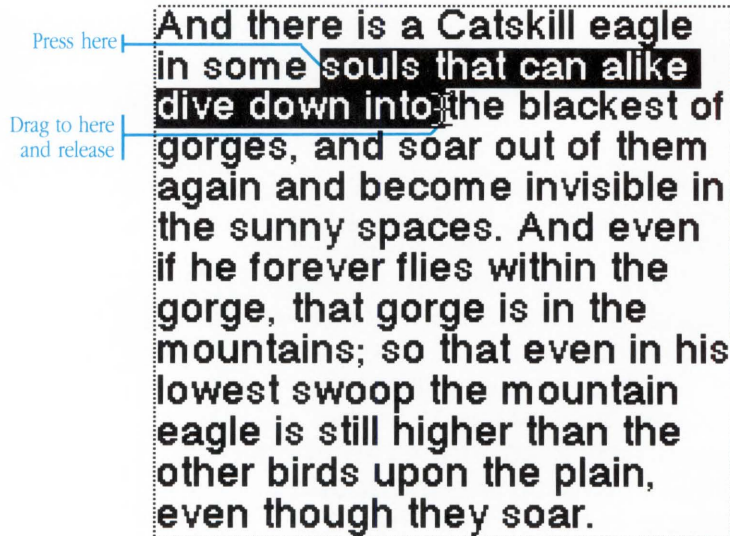 Press here
Drag to here
and release
And there is a Catskill eagle
in some souls that can alike
dive down into the blackest of
gorges, and soar out of them
again and become invisible in
the sunny spaces. And even
if he forever flies within the
gorge, that gorge is in the
mountains; so that even in his
lowest swoop the mountain
eagle is still higher than the
other birds upon the plain,
even though they soar.